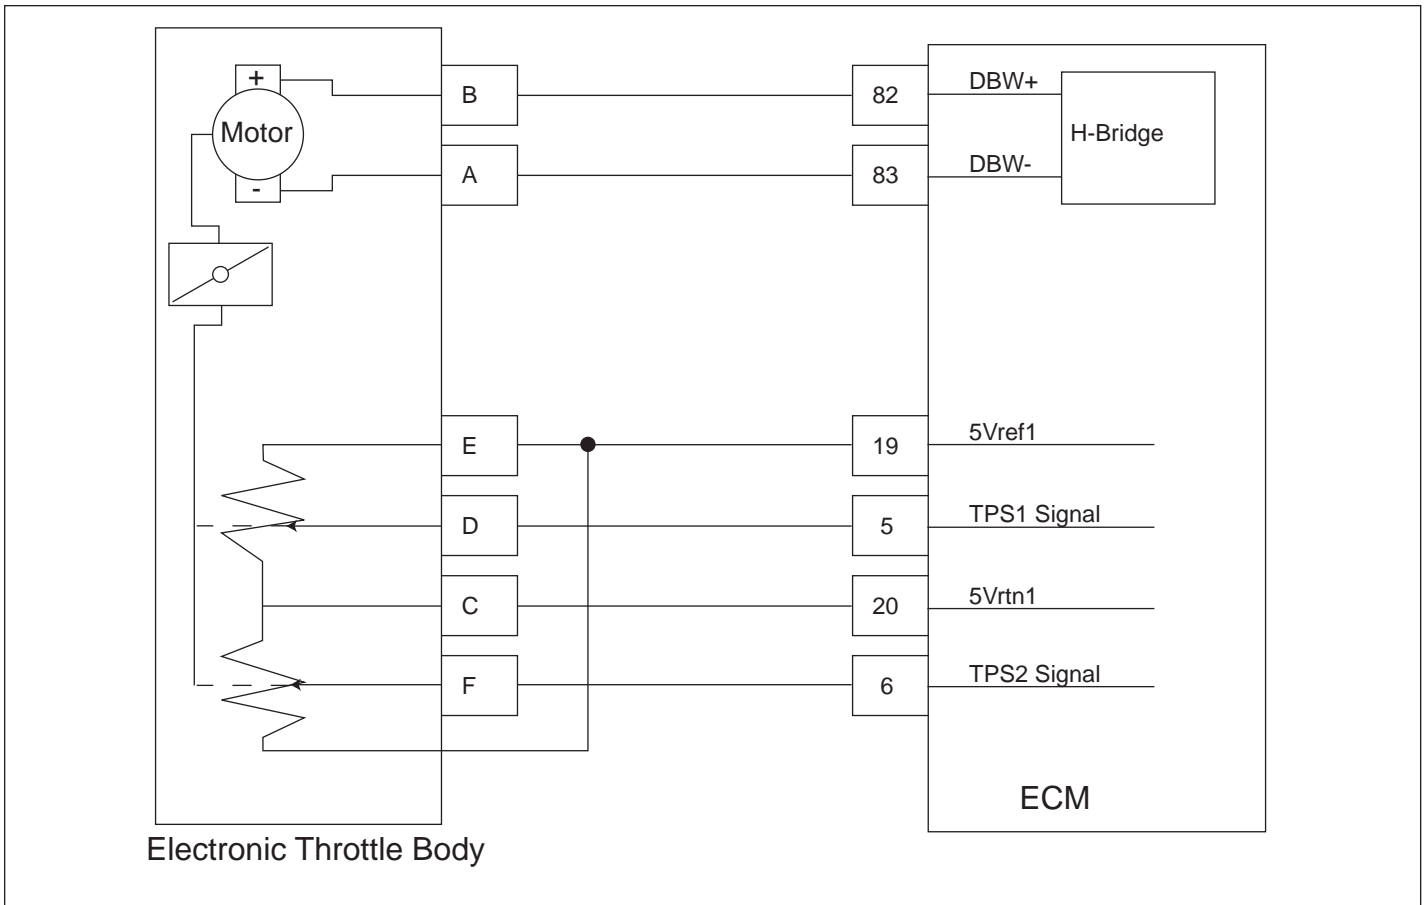 +
Motor
-
B
A
82
83
DBW+
DBW-
H-Bridge
E
D
C
F
19
5
20
6
5Vref1
TPS1 Signal
5Vrtn1
TPS2 Signal
ECM
Electronic Throttle Body